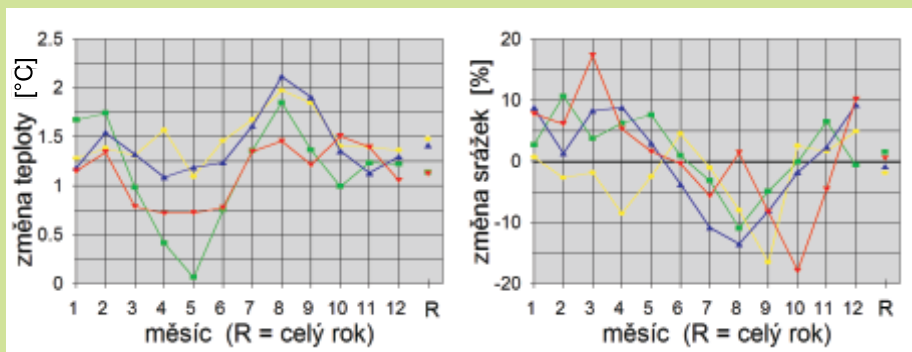 změna teploty [°C]
2.5
2
1.5
1
0.5
0
1 2 3 4 5 6 7 8 9 10 11 12 R
měsíc (R = celý rok)
změna srážek [%]
20
10
0
-10
-20
1 2 3 4 5 6 7 8 9 10 11 12 R
měsíc (R = celý rok)